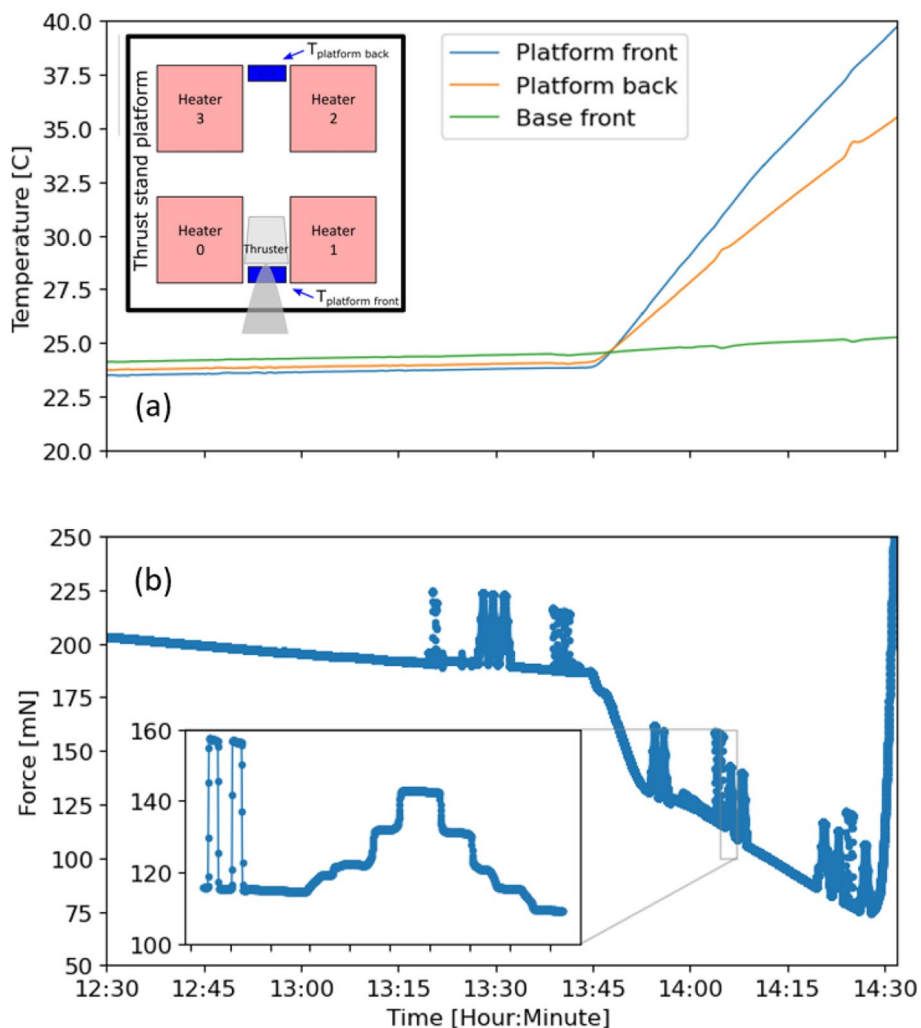 40.0
37.5
35.0
32.5
30.0
27.5
25.0
22.5
20.0
Temperature [C]
Thrust stand platform
Heater
3
T platform back
Heater
2
Heater
0
Thruster
Heater
1
T platform front
Platform front
Platform back
Base front
(a)
250
225
200
175
150
125
100
75
50
Force [mN]
(b)
160
140
120
100
12:30 12:45 13:00 13:15 13:30 13:45 14:00 14:15 14:30
Time [Hour:Minute]